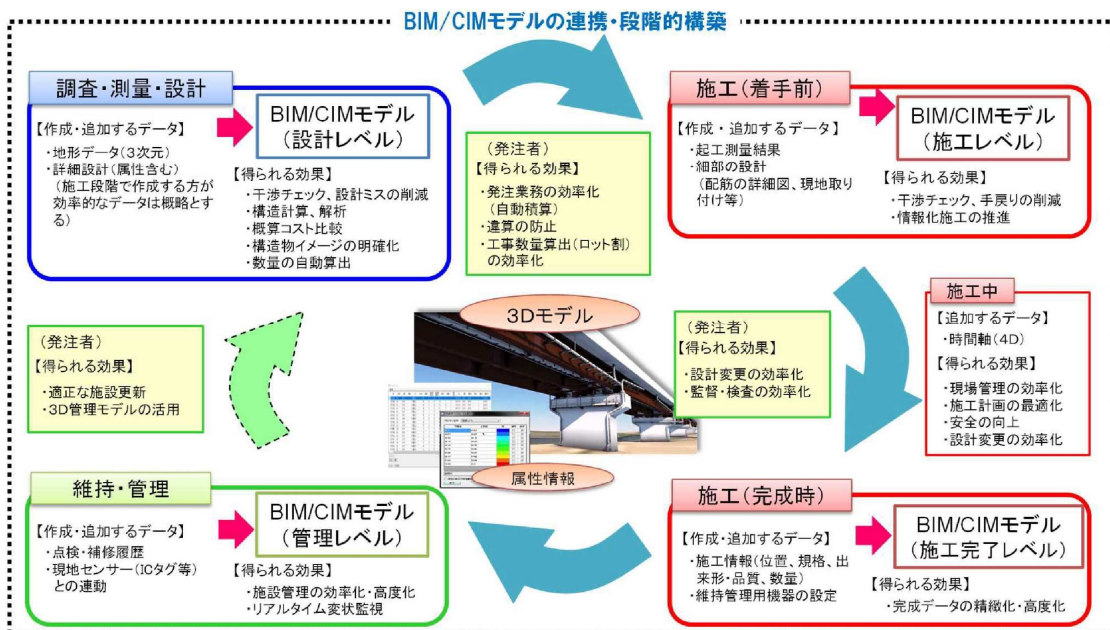 BIM/CIMモデルの連携・段階的構築
調査・測量・設計
【作成・追加するデータ】
・地形データ(3次元)
・詳細設計(属性含む)
(施工段階で作成する方が
効率的なデータは概略とす
る)
BIM/CIMモデル
(設計レベル)
【得られる効果】
・干渉チェック、設計ミスの削減
・構造計算、解析
・概算コスト比較
・構造物イメージの明確化
・数量の自動算出
(発注者)
【得られる効果】
・発注業務の効率化
(自動積算)
・違算の防止
・工事数量算出(ロット割)
の効率化
施工(着手前)
【作成・追加するデータ】
・起工測量結果
・細部の設計
(配筋の詳細図、現地取り
付け等)
BIM/CIMモデル
(施工レベル)
【得られる効果】
・干渉チェック、手戻りの削減
・情報化施工の推進
施工中
【追加するデータ】
・時間軸(4D)
【得られる効果】
・現場管理の効率化
・施工計画の最適化
・安全の向上
・設計変更の効率化
(発注者)
【得られる効果】
・設計変更の効率化
・監督・検査の効率化
3Dモデル
属性情報
(発注者)
【得られる効果】
・適正な施設更新
・3D管理モデルの活用
維持・管理
【作成・追加するデータ】
・点検・補修履歴
・現地センサー(ICタグ等)
との連動
BIM/CIMモデル
(管理レベル)
【得られる効果】
・施設管理の効率化・高度化
・リアルタイム変状監視
施工(完成時)
【作成・追加するデータ】
・施工情報(位置、規格、出
来形・品質、数量)
・維持管理用機器の設定
BIM/CIMモデル
(施工完了レベル)
【得られる効果】
・完成データの精緻化・高度化